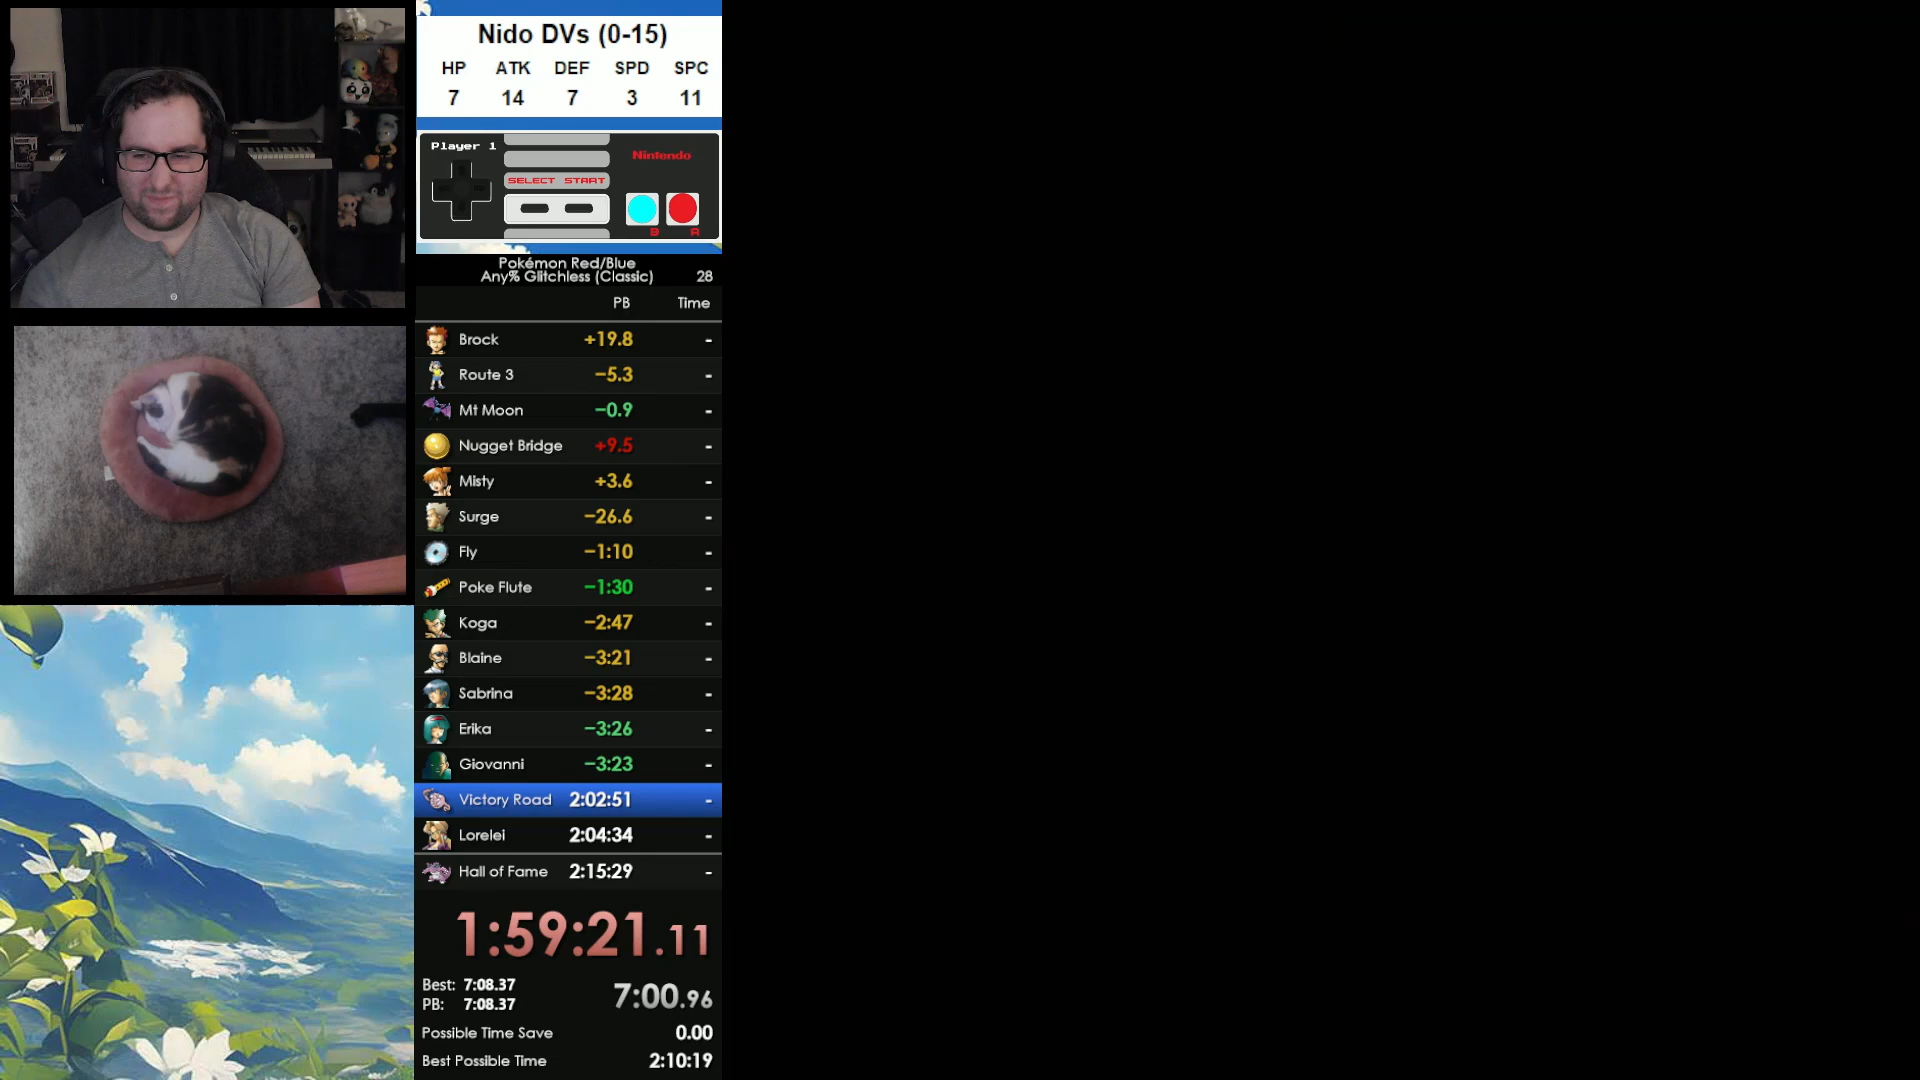 Nido DVs (0-15)
HP ATK DEF SPD SPC
7 14 7 3 11
Player 1
Nintendo
SELECT START
B A
Pokémon Red/Blue
Any% Glitchless (Classic) 28
PB Time
Brock +19.8 -
Route 3 −5.3 -
Mt Moon −0.9 -
Nugget Bridge +9.5 -
Misty +3.6 -
Surge −26.6 -
Fly −1:10 -
Poke Flute −1:30 -
Koga −2:47 -
Blaine −3:21 -
Sabrina −3:28 -
Erika −3:26 -
Giovanni −3:23 -
Victory Road 2:02:51 -
Lorelei 2:04:34 -
Hall of Fame 2:15:29 -
1:59:21.11
Best: 7:08.37
PB: 7:08.37
7:00.96
Possible Time Save 0.00
Best Possible Time 2:10:19